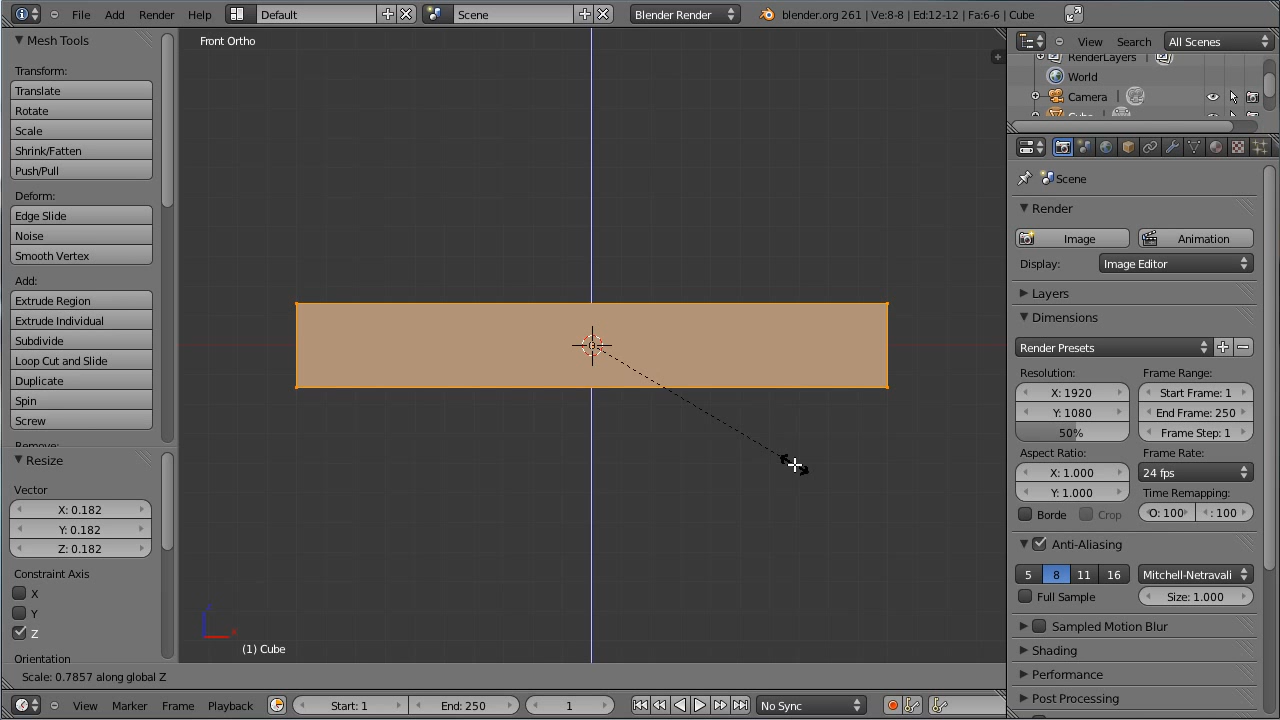 File Add Render Help Default Scene Blender Render blender.org 261 | Ve:8-8 | Ed:12-12 | Fa:6-6 | Cube
Mesh Tools
Transform:
Translate
Rotate
Scale
Shrink/Fatten
Push/Pull
Deform:
Edge Slide
Noise
Smooth Vertex
Add:
Extrude Region
Extrude Individual
Subdivide
Loop Cut and Slide
Duplicate
Spin
Screw
Remove:
Resize
Vector
X: 0.182
Y: 0.182
Z: 0.182
Constraint Axis
X
Y
Z
Orientation
Front Ortho
(1) Cube
Scale: 0.7857 along global Z
View Marker Frame Playback Start: 1 End: 250 1 No Sync
View Search All Scenes
RenderLayers |
World
Camera |
Cube
Scene
Render
Image Animation
Display: Image Editor
Layers
Dimensions
Render Presets
Resolution: Frame Range:
X: 1920 Start Frame: 1
Y: 1080 End Frame: 250
50% Frame Step: 1
Aspect Ratio: Frame Rate:
X: 1.000 24 fps
Y: 1.000 Time Remapping:
Borde Crop O: 100 : 100
Anti-Aliasing
5 8 11 16 Mitchell-Netravali
Full Sample Size: 1.000
Sampled Motion Blur
Shading
Performance
Post Processing